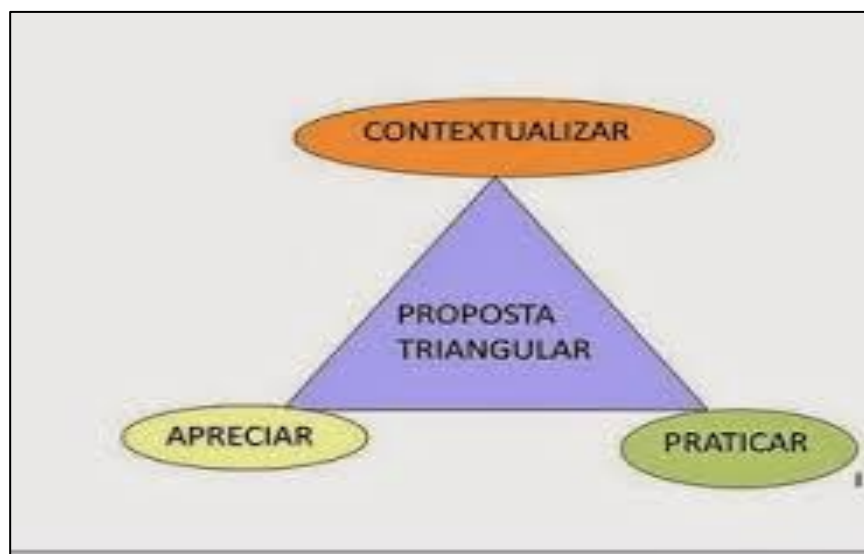 CONTEXTUALIZAR
PROPOSTA
TRIANGULAR
APRECIAR
PRATICAR